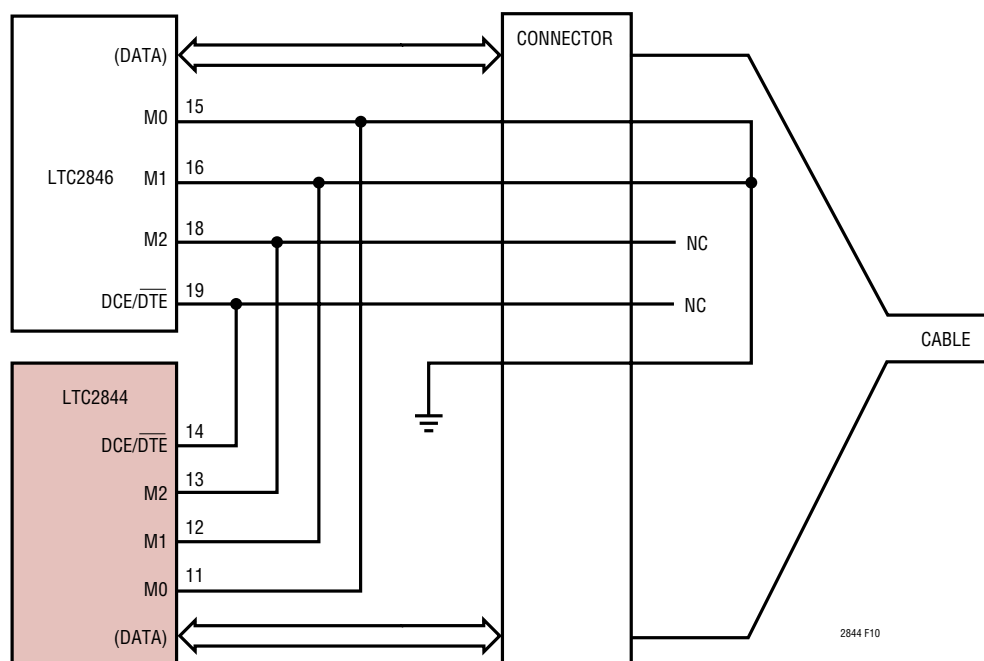 (DATA)
CONNECTOR
M0
15
LTC2846
M1
16
M2
18
NC
DCE/DTE
19
NC
CABLE
LTC2844
DCE/DTE
14
M2
13
M1
12
M0
11
(DATA)
2844 F10